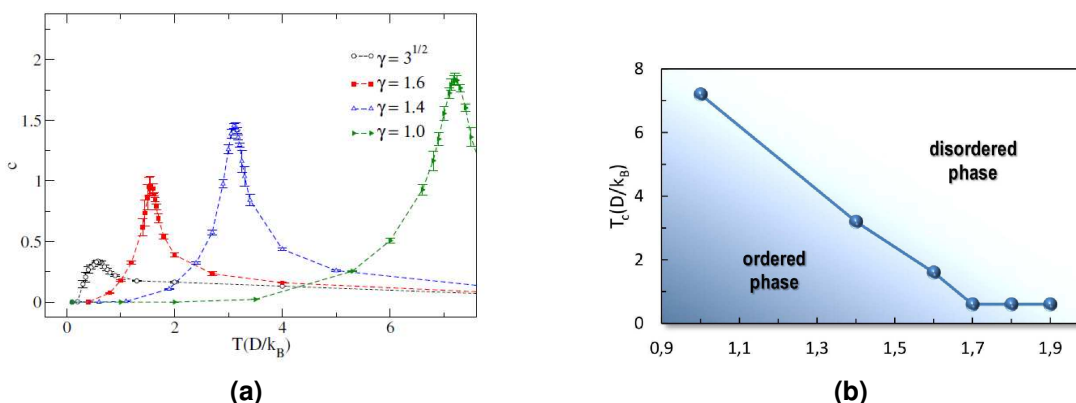 2
1.5
1
0.5
0
c
0
2
4
6
T(D/k_B)
γ = 3^{1/2}
γ = 1.6
γ = 1.4
γ = 1.0
(a)
8
6
4
2
0
T_c(D/k_B)
disordered
phase
ordered
phase
0,9
1,1
1,3
1,5
1,7
1,9
(b)